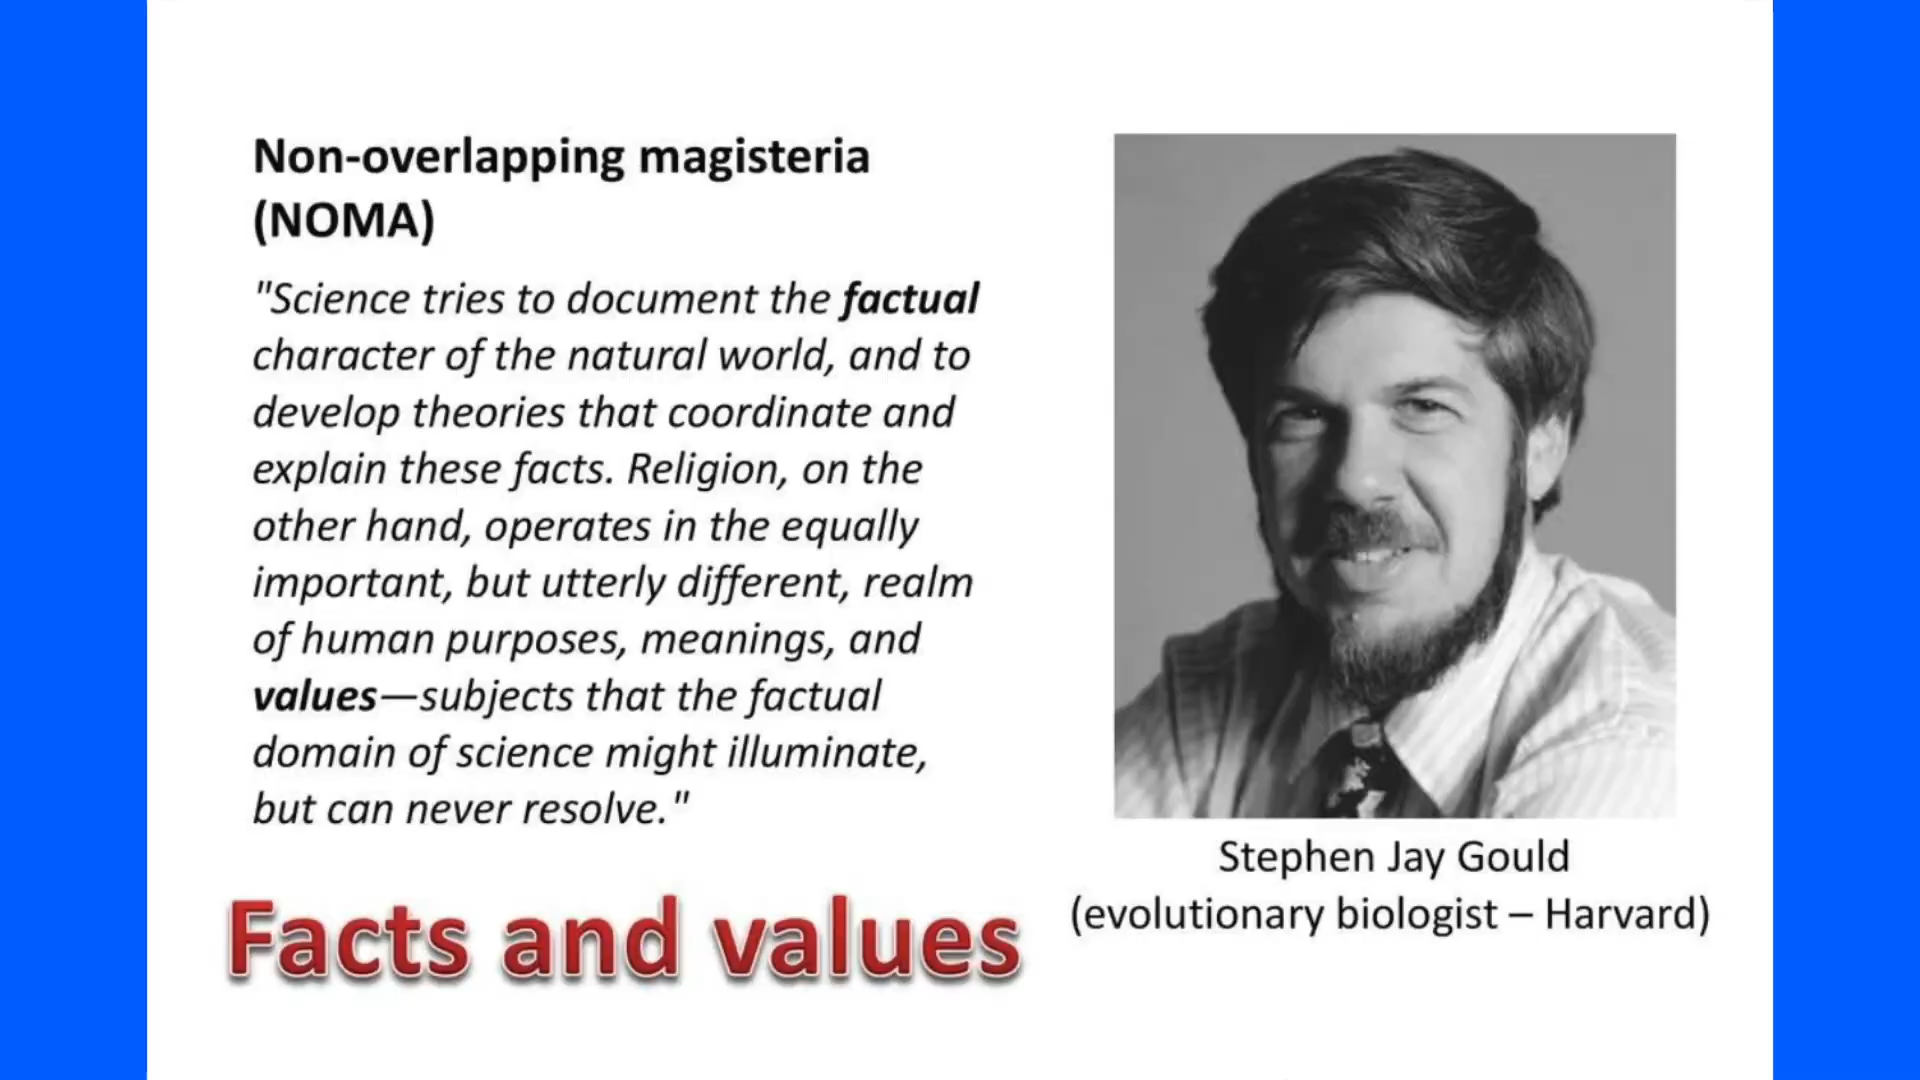 Non-overlapping magisteria
(NOMA)
"Science tries to document the factual
character of the natural world, and to
develop theories that coordinate and
explain these facts. Religion, on the
other hand, operates in the equally
important, but utterly different, realm
of human purposes, meanings, and
values—subjects that the factual
domain of science might illuminate,
but can never resolve."
Facts and values
Stephen Jay Gould
(evolutionary biologist – Harvard)